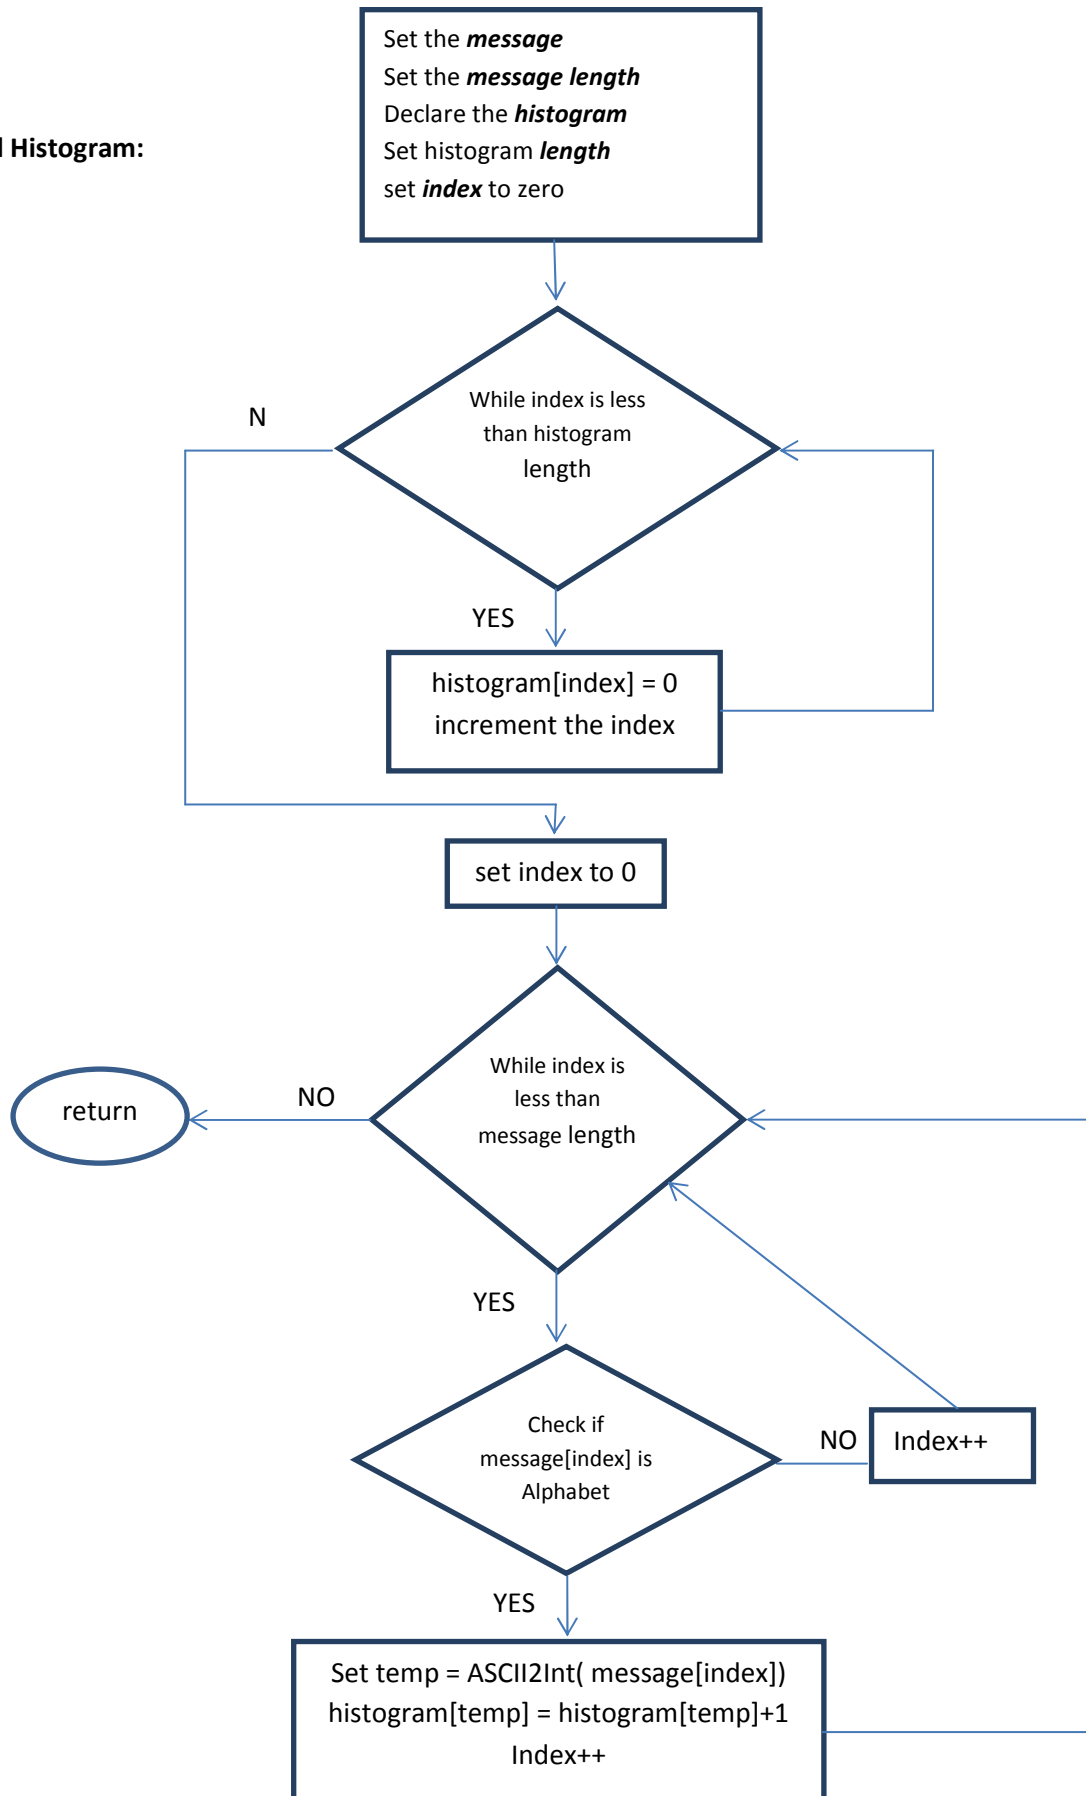 Set the message
Set the message length
Declare the histogram
Set histogram length
set index to zero
Histogram:
While index is less
than histogram
length
N
YES
histogram[index] = 0
increment the index
set index to 0
While index is
less than
message length
NO
return
YES
Check if
message[index] is
Alphabet
NO
Index++
YES
Set temp = ASCII2Int( message[index])
histogram[temp] = histogram[temp]+1
Index++